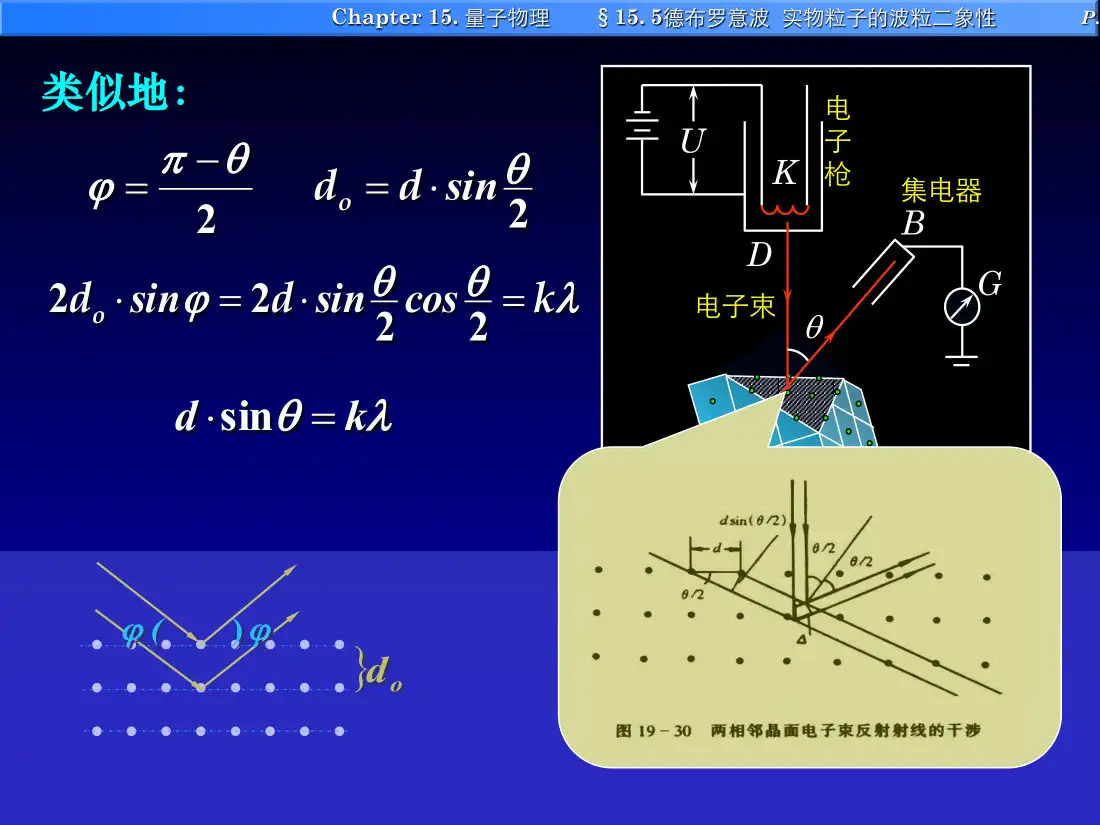 Chapter 15. 量子物理 §15. 5德布罗意波 实物粒子的波粒二象性 P.
类似地:
φ = (π − θ)/2 d_o = d · sin θ/2
2d_o · sin φ = 2d · sin θ/2 cos θ/2 = kλ
d · sin θ = kλ
φ ( ) φ
} d_o
U
K
电子枪
D
集电器
B
G
电子束
θ
d sin(θ/2)
d
θ/2
θ/2
θ/2
Δ
图 19-30 两相邻晶面电子束反射射线的干涉